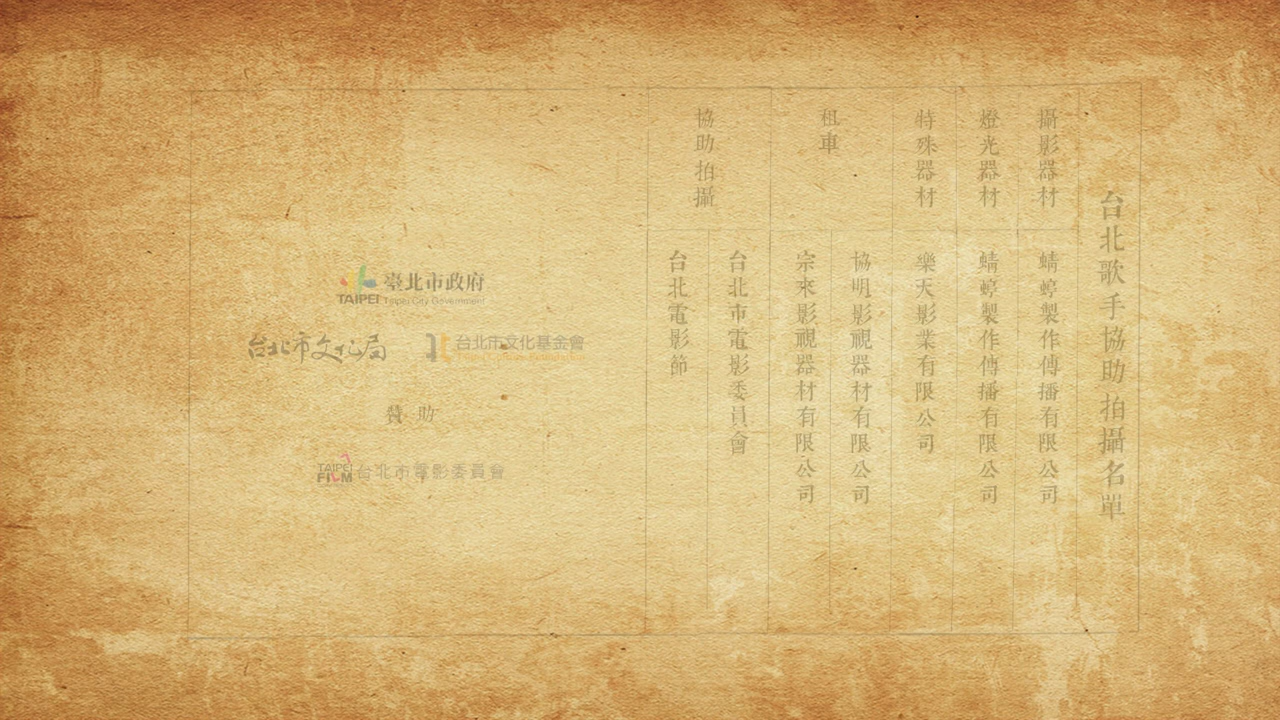 台北歌手協助拍攝名單
攝影器材
蜻蜓製作傳播有限公司
燈光器材
蜻蜓製作傳播有限公司
特殊器材
樂天影業有限公司
租車
協明影視器材有限公司
宗來影視器材有限公司
協助拍攝
台北市電影委員會
台北電影節
TAIPEI 臺北市政府
Taipei City Government
台北市文化局
台北市文化基金會
贊助
TAIPEI FILM 台北市電影委員會